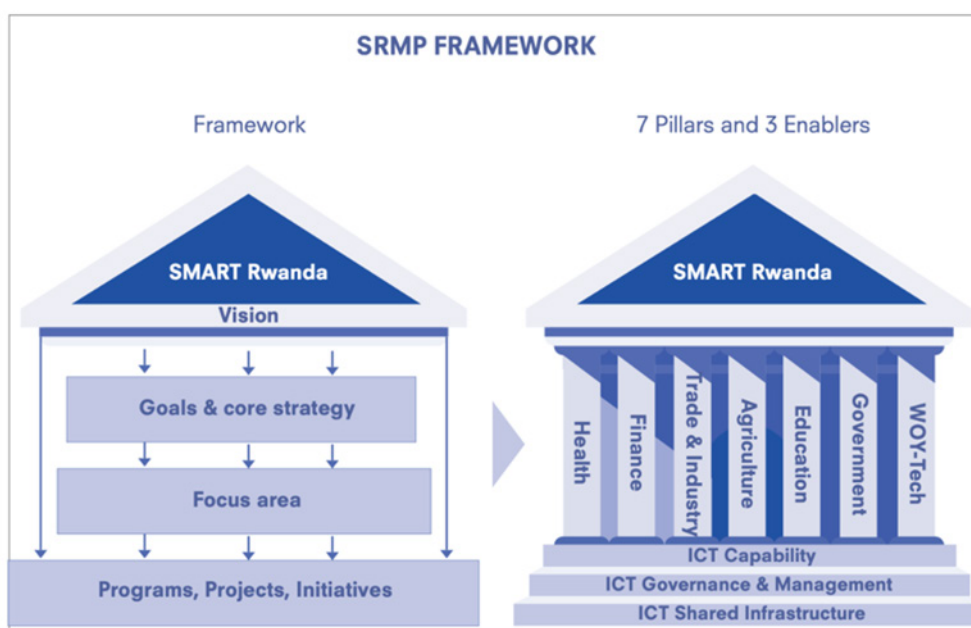 SRMP FRAMEWORK
Framework
SMART Rwanda
Vision
Goals & core strategy
Focus area
Programs, Projects, Initiatives
7 Pillars and 3 Enablers
SMART Rwanda
Health
Finance
Trade & Industry
Agriculture
Education
Government
WOY-Tech
ICT Capability
ICT Governance & Management
ICT Shared Infrastructure